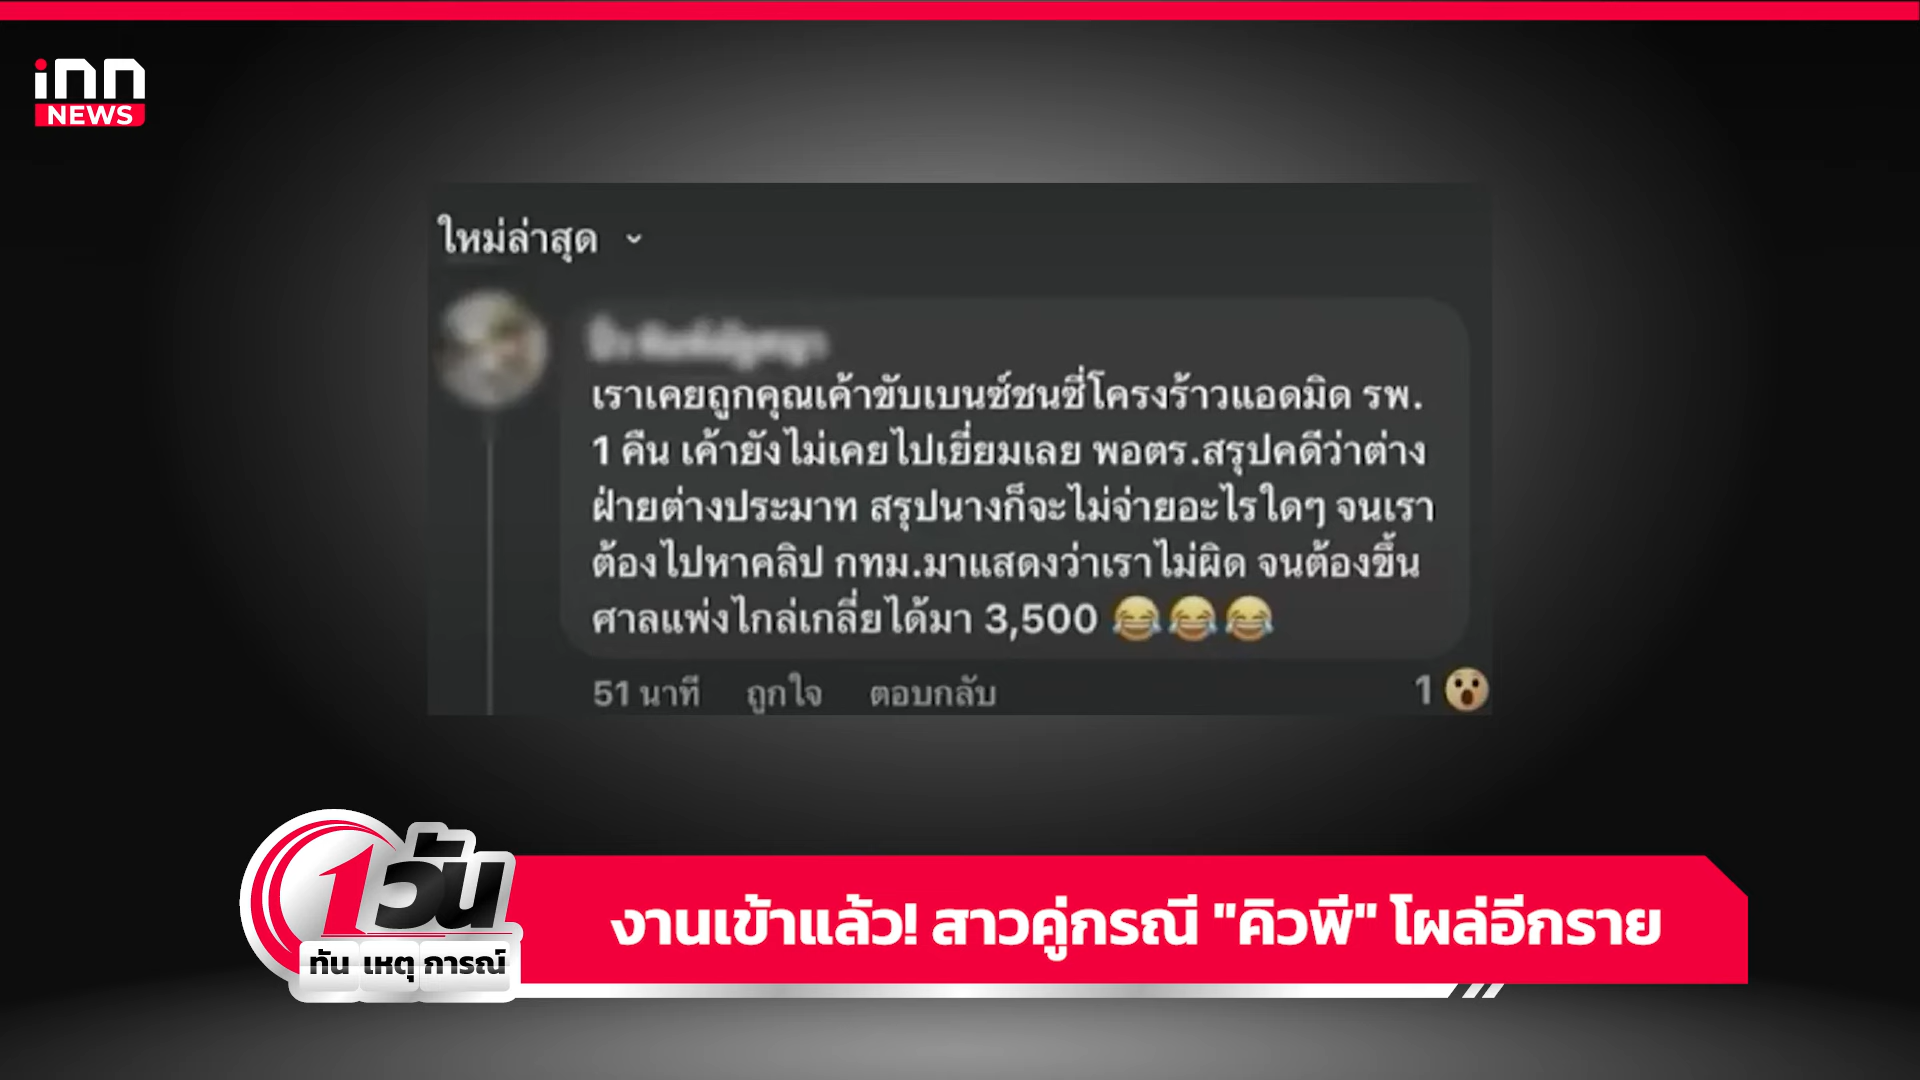 inn
NEWS
ใหม่ล่าสุด
เราเคยถูกคุณเค้าขับเบนซ์ชนซี่โครงร้าวแอดมิด รพ.
1 คืน เค้ายังไม่เคยไปเยี่ยมเลย พอตร.สรุปคดีว่าต่าง
ฝ่ายต่างประมาท สรุปนางก็จะไม่จ่ายอะไรใดๆ จนเรา
ต้องไปหาคลิป กทม.มาแสดงว่าเราไม่ผิด จนต้องขึ้น
ศาลแพ่งไกล่เกลี่ยได้มา 3,500 😂😂😂
51 นาที ถูกใจ ตอบกลับ 1 😮
1วัน
ทัน เหตุ การณ์
งานเข้าแล้ว! สาวคู่กรณี "คิวพี" โผล่อีกราย